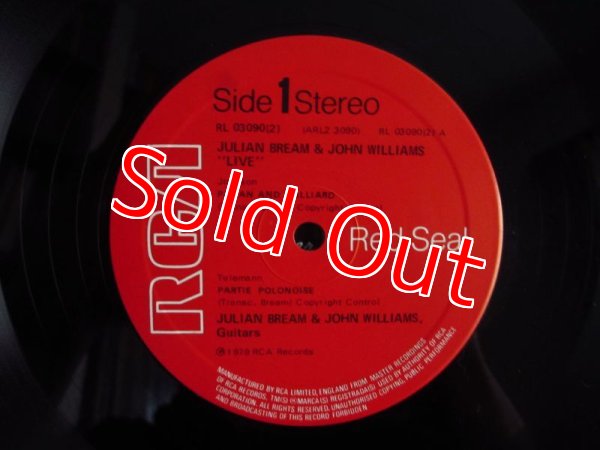 Side 1 Stereo
RL 03090(2) (ARL2 3090) RL 03090(2) A
JULIAN BREAM & JOHN WILLIAMS
"LIVE"
Sold Out
RCA
Red Seal
Telemann
PARTIE POLONOISE
(Transc. Bream) Copyright Control
JULIAN BREAM & JOHN WILLIAMS,
Guitars
℗ 1978 RCA Records
MANUFACTURED BY RCA LIMITED, ENGLAND FROM MASTER RECORDINGS
OF RCA RECORDS. TM(S) ® MARCA(S) REGISTRADA(S) USED BY AUTHORITY OF RCA
CORPORATION. ALL RIGHTS RESERVED, UNAUTHORISED COPYING, PUBLIC PERFORMANCE
AND BROADCASTING OF THIS RECORD FORBIDDEN